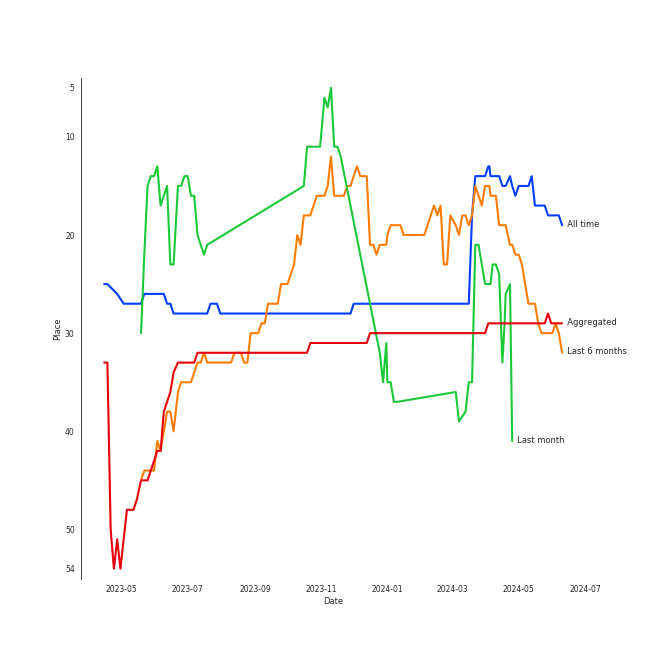 5
10
20
30
40
50
54
Place
2023-05
2023-07
2023-09
2023-11
2024-01
2024-03
2024-05
2024-07
Date
All time
Aggregated
Last 6 months
Last month